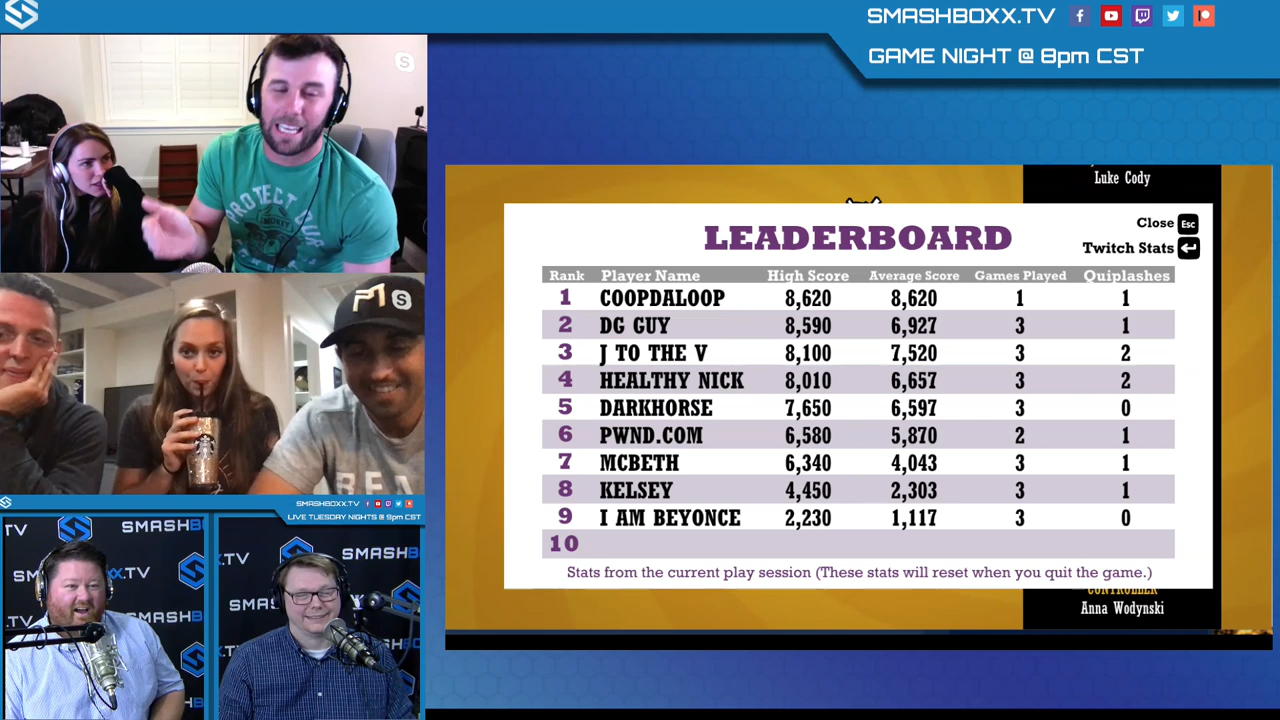 SMASHBOXX.TV
GAME NIGHT @ 8pm CST
PROTECT OUR
Luke Cody
Close Esc
Twitch Stats
LEADERBOARD
Rank Player Name High Score Average Score Games Played Quiplashes
1 COOPDALOOP 8,620 8,620 1 1
2 DG GUY 8,590 6,927 3 1
3 J TO THE V 8,100 7,520 3 2
4 HEALTHY NICK 8,010 6,657 3 2
5 DARKHORSE 7,650 6,597 3 0
6 PWND.COM 6,580 5,870 2 1
7 MCBETH 6,340 4,043 3 1
8 KELSEY 4,450 2,303 3 1
9 I AM BEYONCE 2,230 1,117 3 0
10
Stats from the current play session (These stats will reset when you quit the game.)
CONTROLLER
Anna Wodynski
SMASHBOXX.TV
LIVE TUESDAY NIGHTS @ 9pm CST